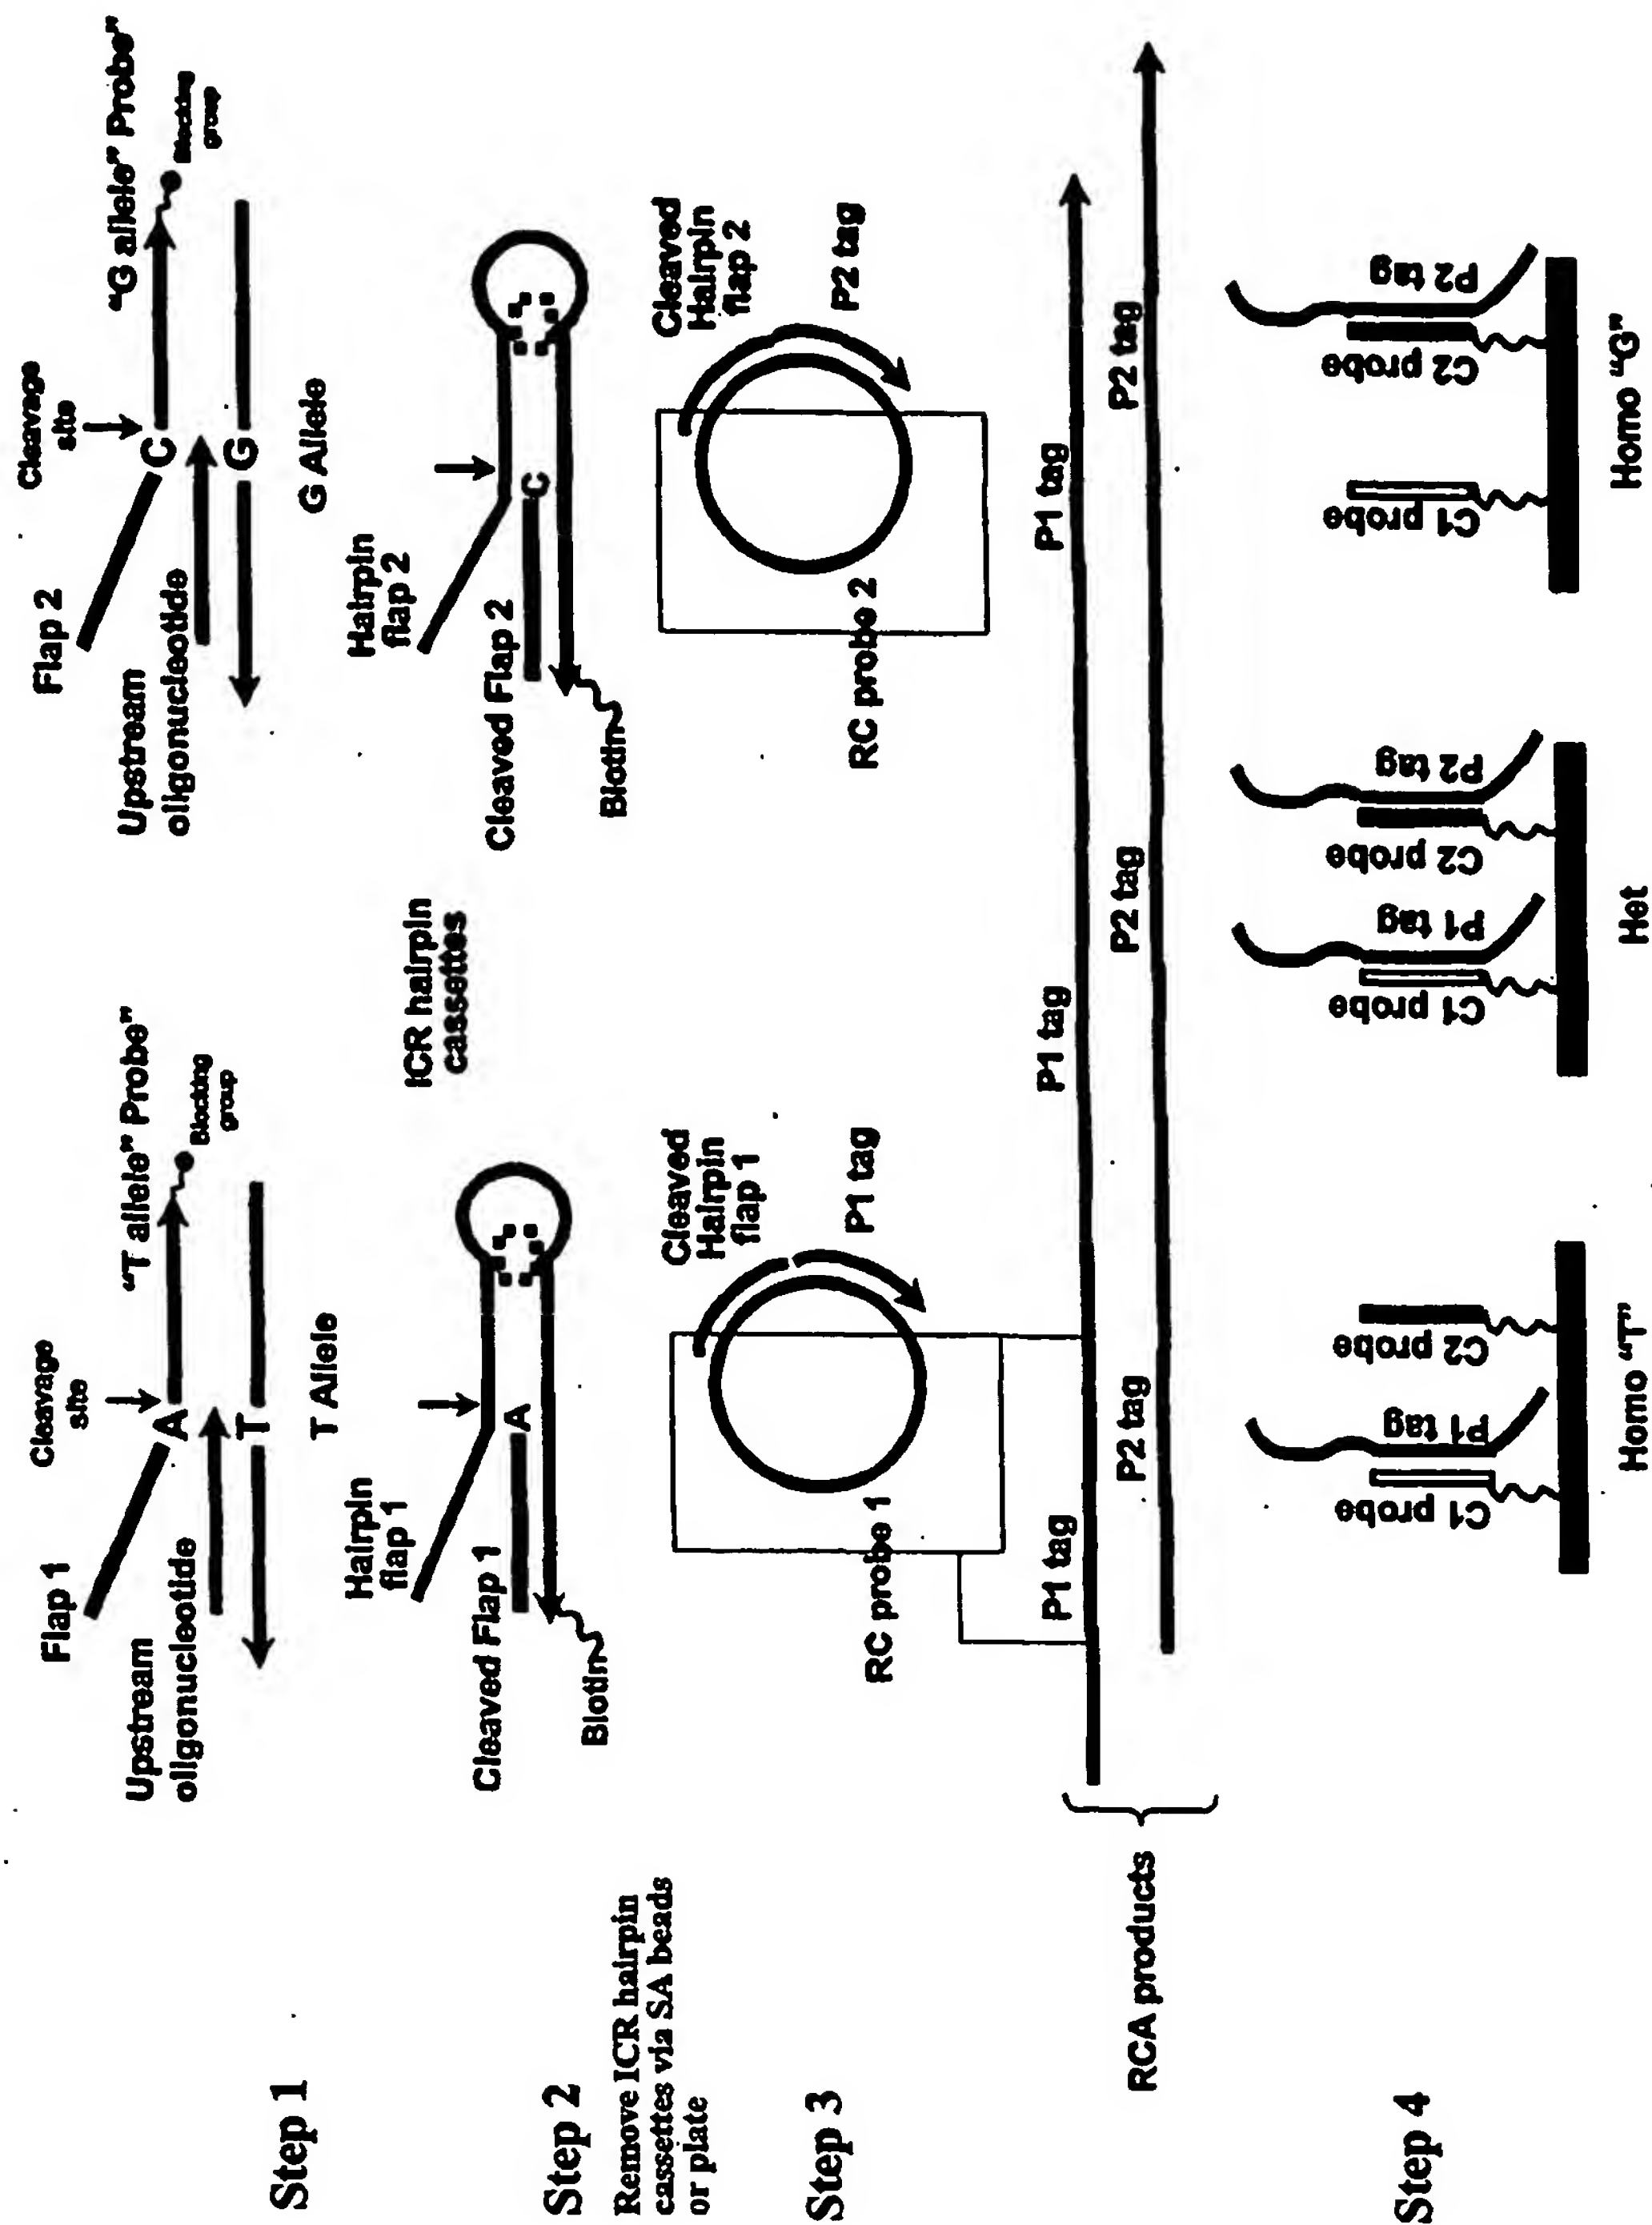 Step 1
Flap 1
Upstream
oligonucleotide
Cleavage
site
A
T
"T allele" Probe"
Blocking
group
T Allele
Flap 2
Upstream
oligonucleotide
Cleavage
site
C
G
"G allele" Probe"
Blocking
group
G Allele
Step 2
Remove ICR hairpin
cassettes via SA beads
or plate
Hairpin
flap 1
Cleaved Flap 1
A
Biotin
ICR hairpin
cassettes
Hairpin
flap 2
Cleaved Flap 2
C
Biotin
Step 3
RC probe 1
Cleaved
Hairpin
flap 1
P1 tag
RC probe 2
Cleaved
Hairpin
flap 2
P2 tag
RCA products
P1 tag
P1 tag
P1 tag
P2 tag
P2 tag
P2 tag
Step 4
C1 probe
P1 tag
C2 probe
Homo "T"
C1 probe
P1 tag
C2 probe
P2 tag
Het
C1 probe
C2 probe
P2 tag
Homo "G"